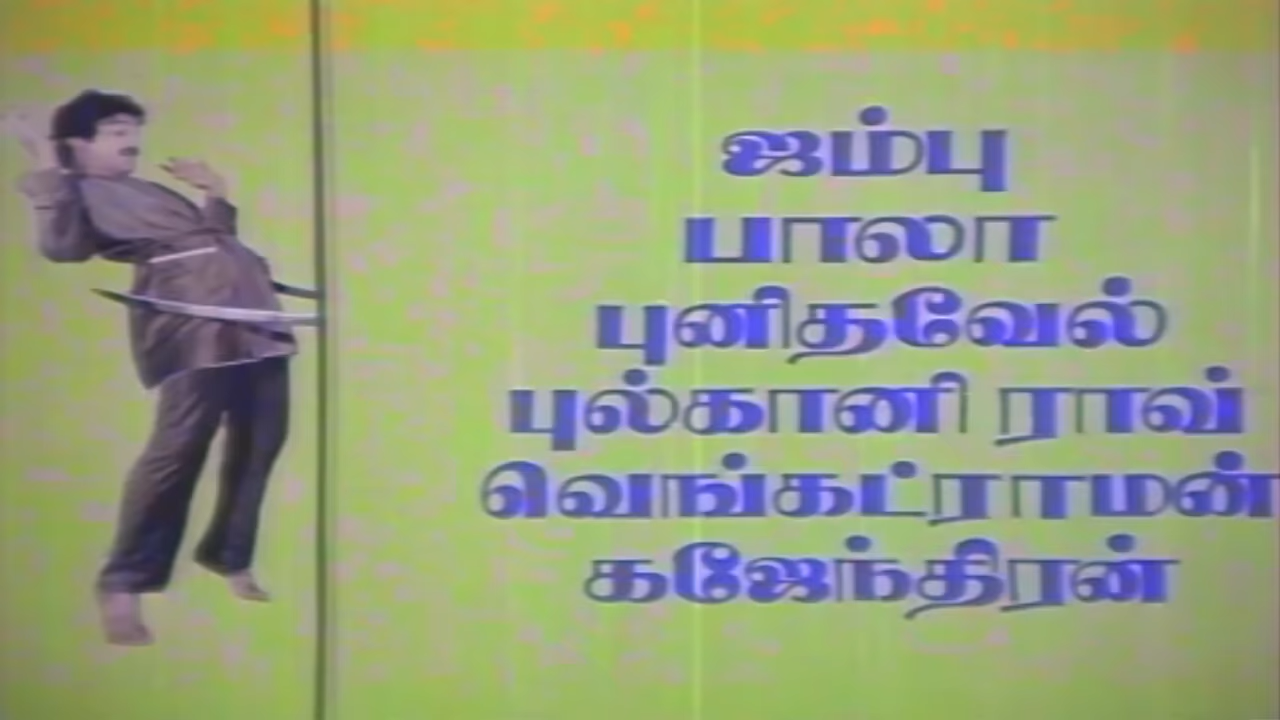 ஜம்பு
பாலா
புனிதவேல்
புல்கானி ராவ்
வெங்கட்ராமன்
கஜேந்திரன்